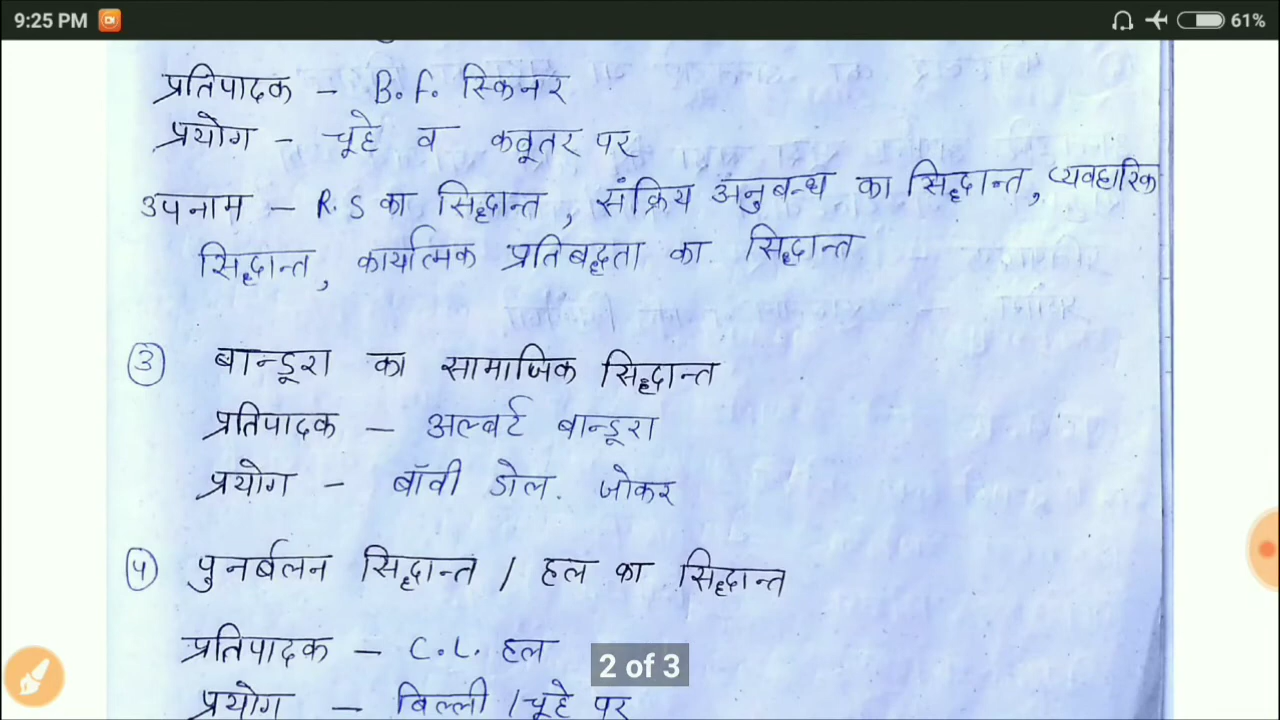 9:25 PM 61%
प्रतिपादक - B.F. स्किनर
प्रयोग - चूहे व कबूतर पर
उपनाम - R.S का सिद्धान्त, संक्रिय अनुबन्ध का सिद्धान्त, व्यवहारिक
सिद्धान्त, कार्यात्मक प्रतिबद्धता का सिद्धान्त
③ बान्डूरा का सामाजिक सिद्धान्त
प्रतिपादक - अल्बर्ट बान्डूरा
प्रयोग - बॉबी डोल. जोकर
④ पुनर्बलन सिद्धान्त / हल का सिद्धान्त
प्रतिपादक - C.L. हल
2 of 3
प्रयोग - बिल्ली / चूहे पर